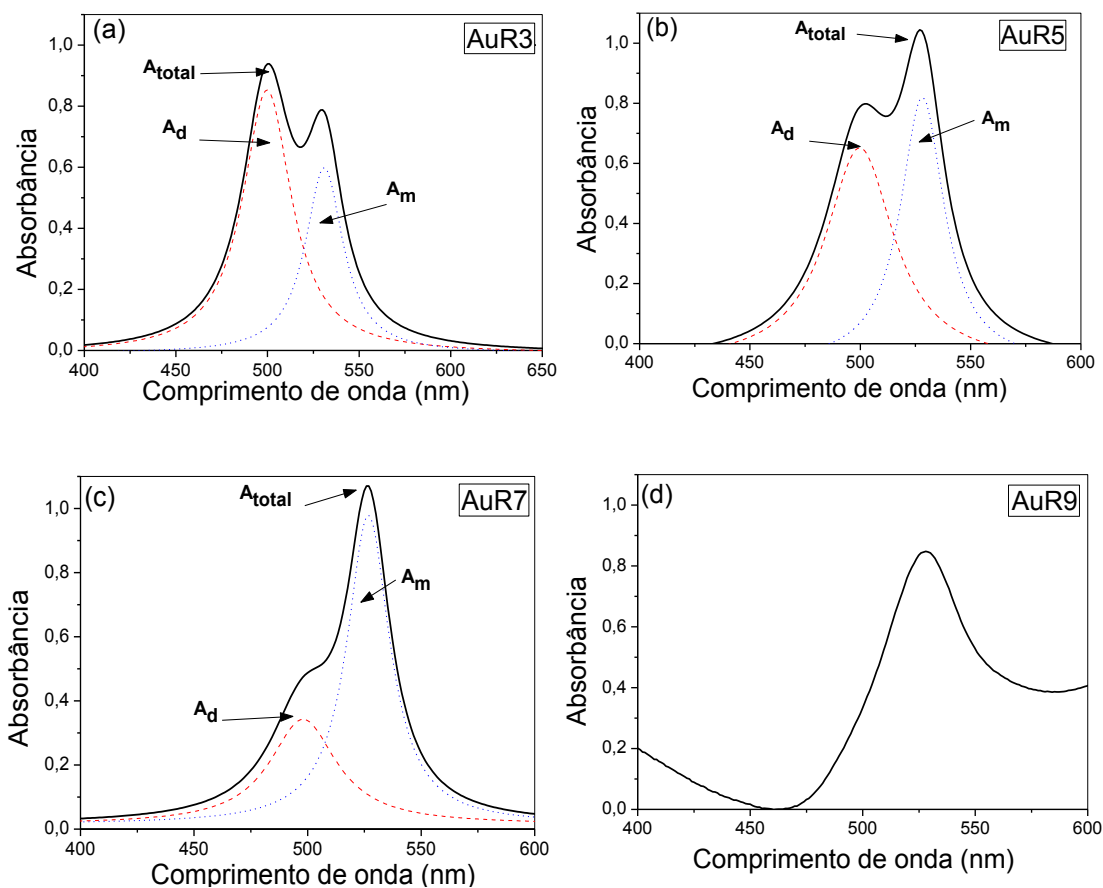 (a)
AuR3
A_total
A_d
A_m
1,0
0,8
0,6
0,4
0,2
0,0
400 450 500 550 600 650
Absorbância
Comprimento de onda (nm)
(b)
AuR5
A_total
A_d
A_m
1,0
0,8
0,6
0,4
0,2
0,0
400 500 600
Absorbância
Comprimento de onda (nm)
(c)
AuR7
A_total
A_m
A_d
1,0
0,8
0,6
0,4
0,2
0,0
400 450 500 550 600
Absorbância
Comprimento de onda (nm)
(d)
AuR9
1,0
0,8
0,6
0,4
0,2
0,0
400 450 500 550 600
Absorbância
Comprimento de onda (nm)